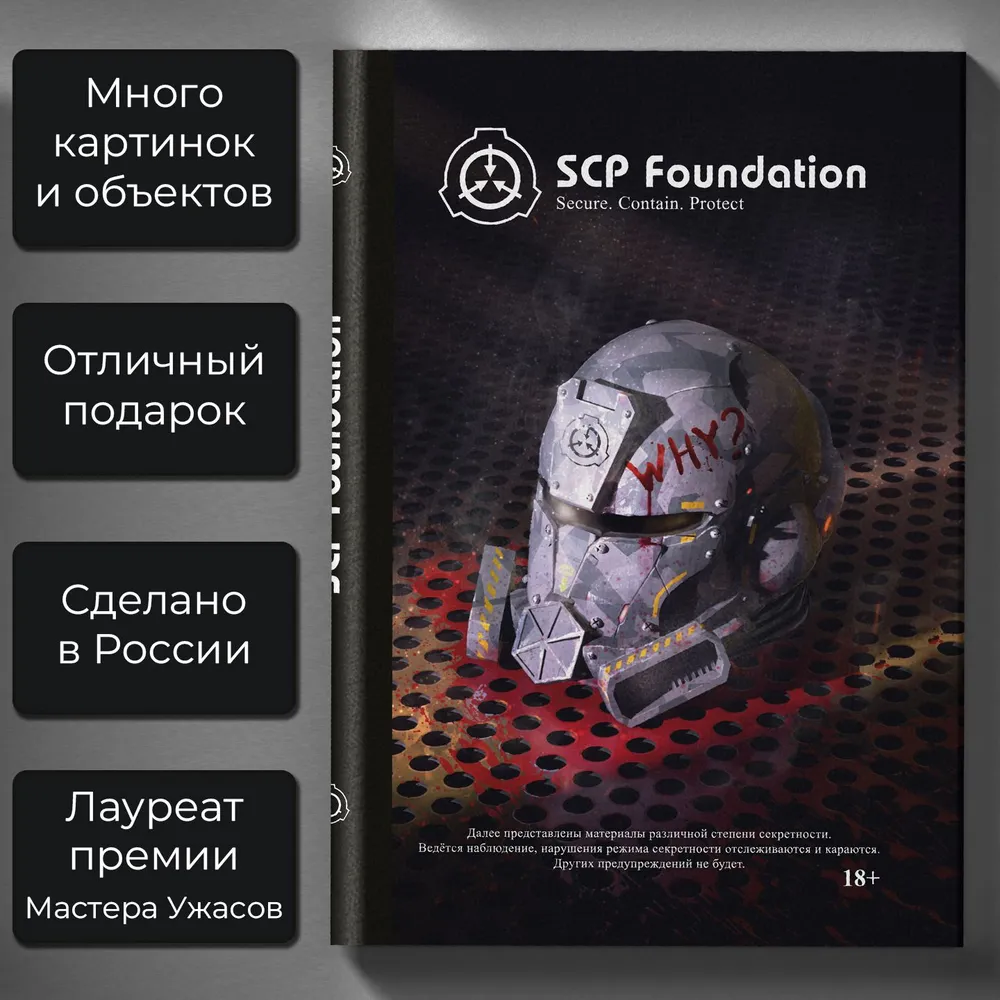 Много
картинок
и объектов
Отличный
подарок
Сделано
в России
Лауреат
премии
Мастера Ужасов
SCP Foundation
SCP Foundation
Secure. Contain. Protect
WHY?
Далее представлены материалы различной степени секретности.
Ведётся наблюдение, нарушения режима секретности отслеживаются и караются.
Других предупреждений не будет.
18+